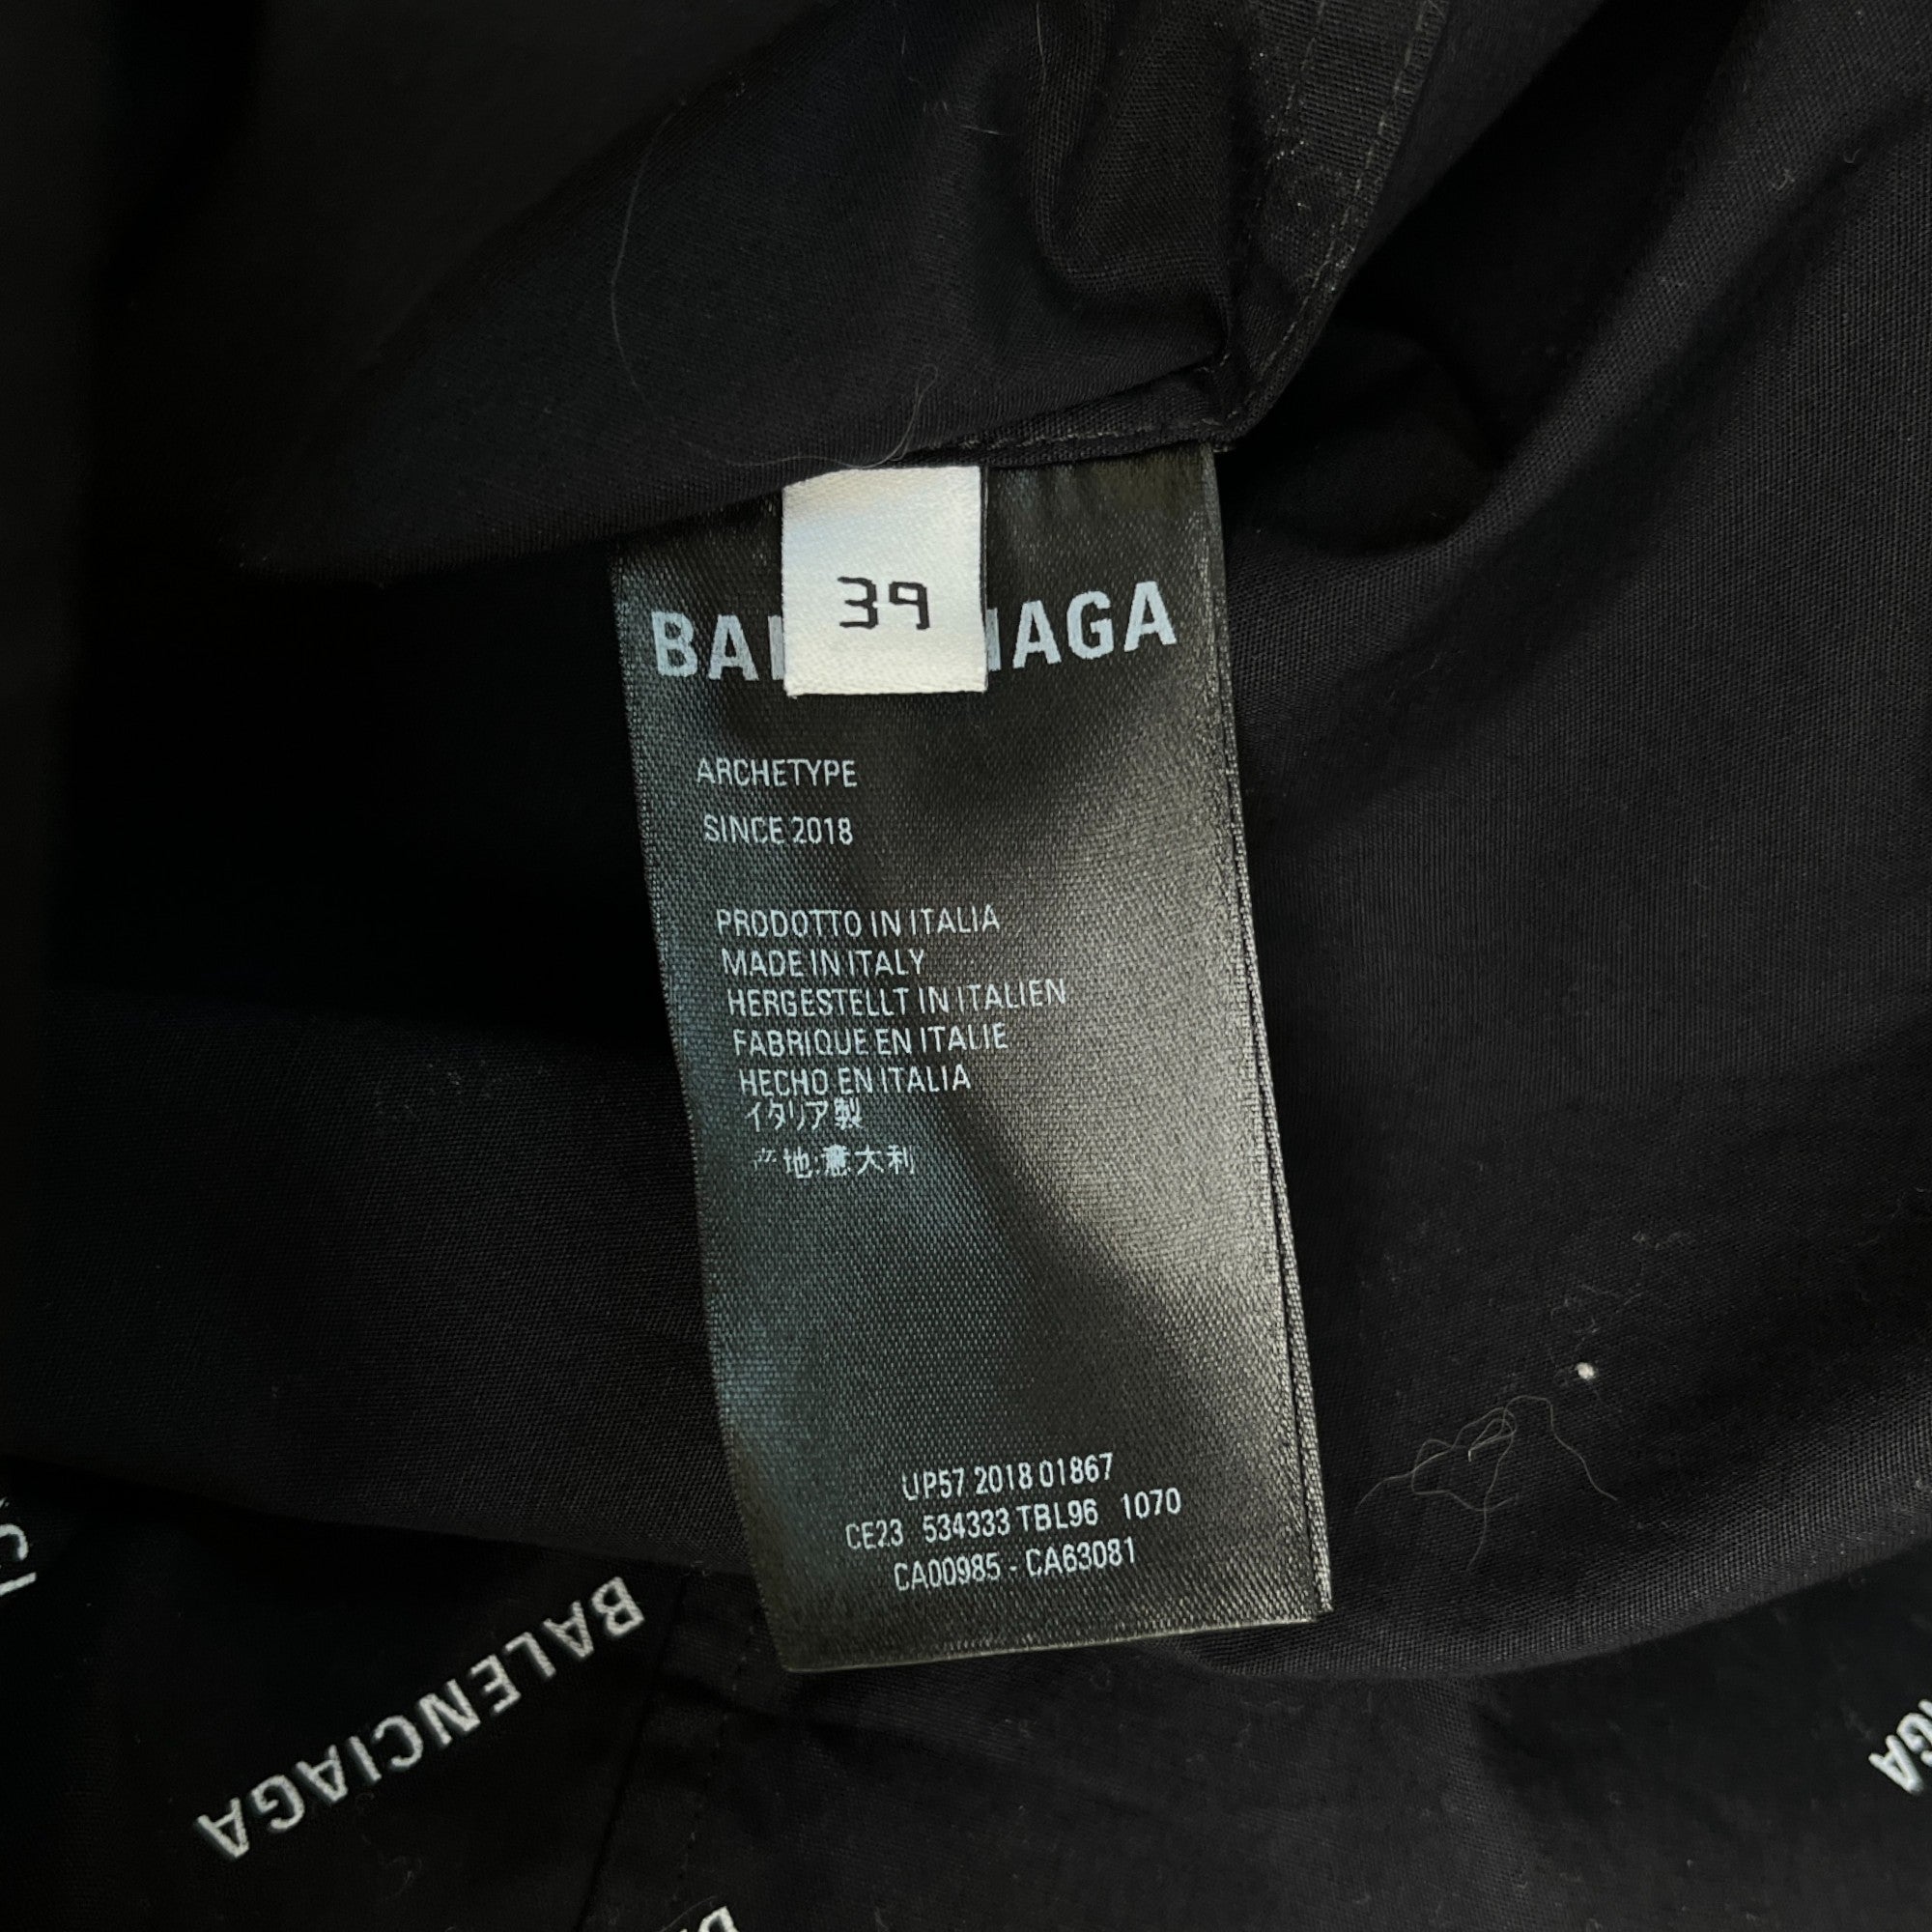 39
BAL IAGA
ARCHETYPE
SINCE 2018
PRODOTTO IN ITALIA
MADE IN ITALY
HERGESTELLT IN ITALIEN
FABRIQUE EN ITALIE
HECHO EN ITALIA
イタリア製
产地:意大利
UP57 2018 01867
CE23 534333 TBL96 1070
CA00985 - CA63081
BALENCIAGA